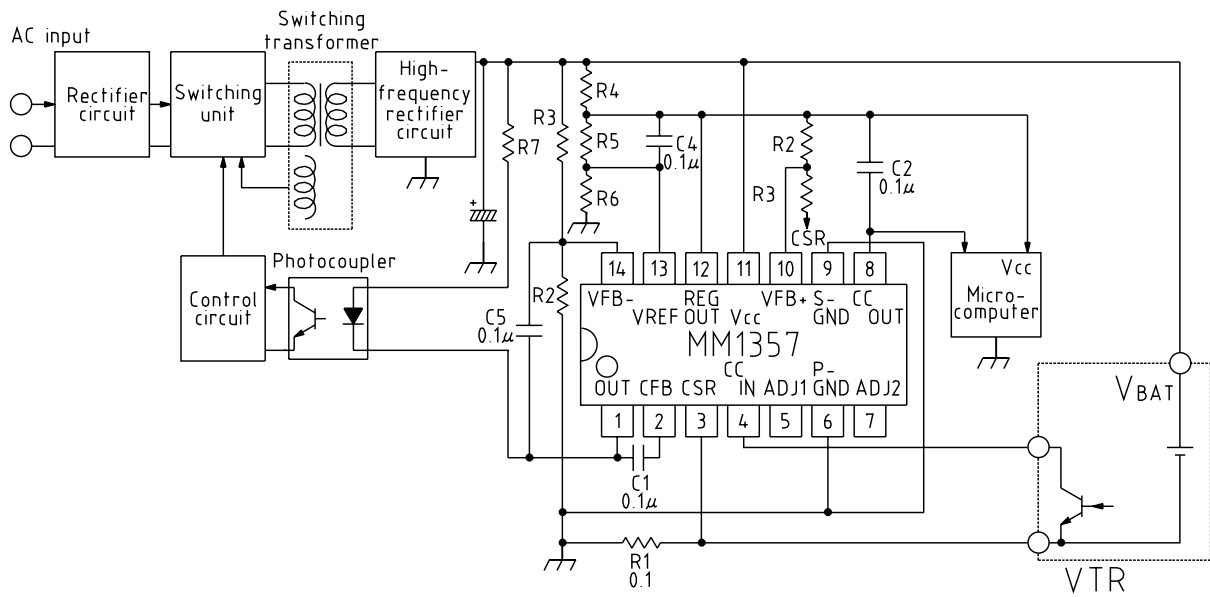 Switching
transformer
AC input
Rectifier
circuit
Switching
unit
High-
frequency
rectifier
circuit
R7
R3
R4
R5
R6
C4
0.1µ
R2
R3
CSR
C2
0.1µ
Photocoupler
Control
circuit
+
R2
C5
0.1µ
14
13
12
11
10
9
8
VFB-
VREF
REG
OUT
Vcc
VFB+
S-
GND
CC
OUT
MM1357
OUT
CFB
CSR
CC
IN
ADJ1
P-
GND
ADJ2
1
2
3
4
5
6
7
Vcc
Micro-
computer
C1
0.1µ
R1
0.1
VBAT
VTR